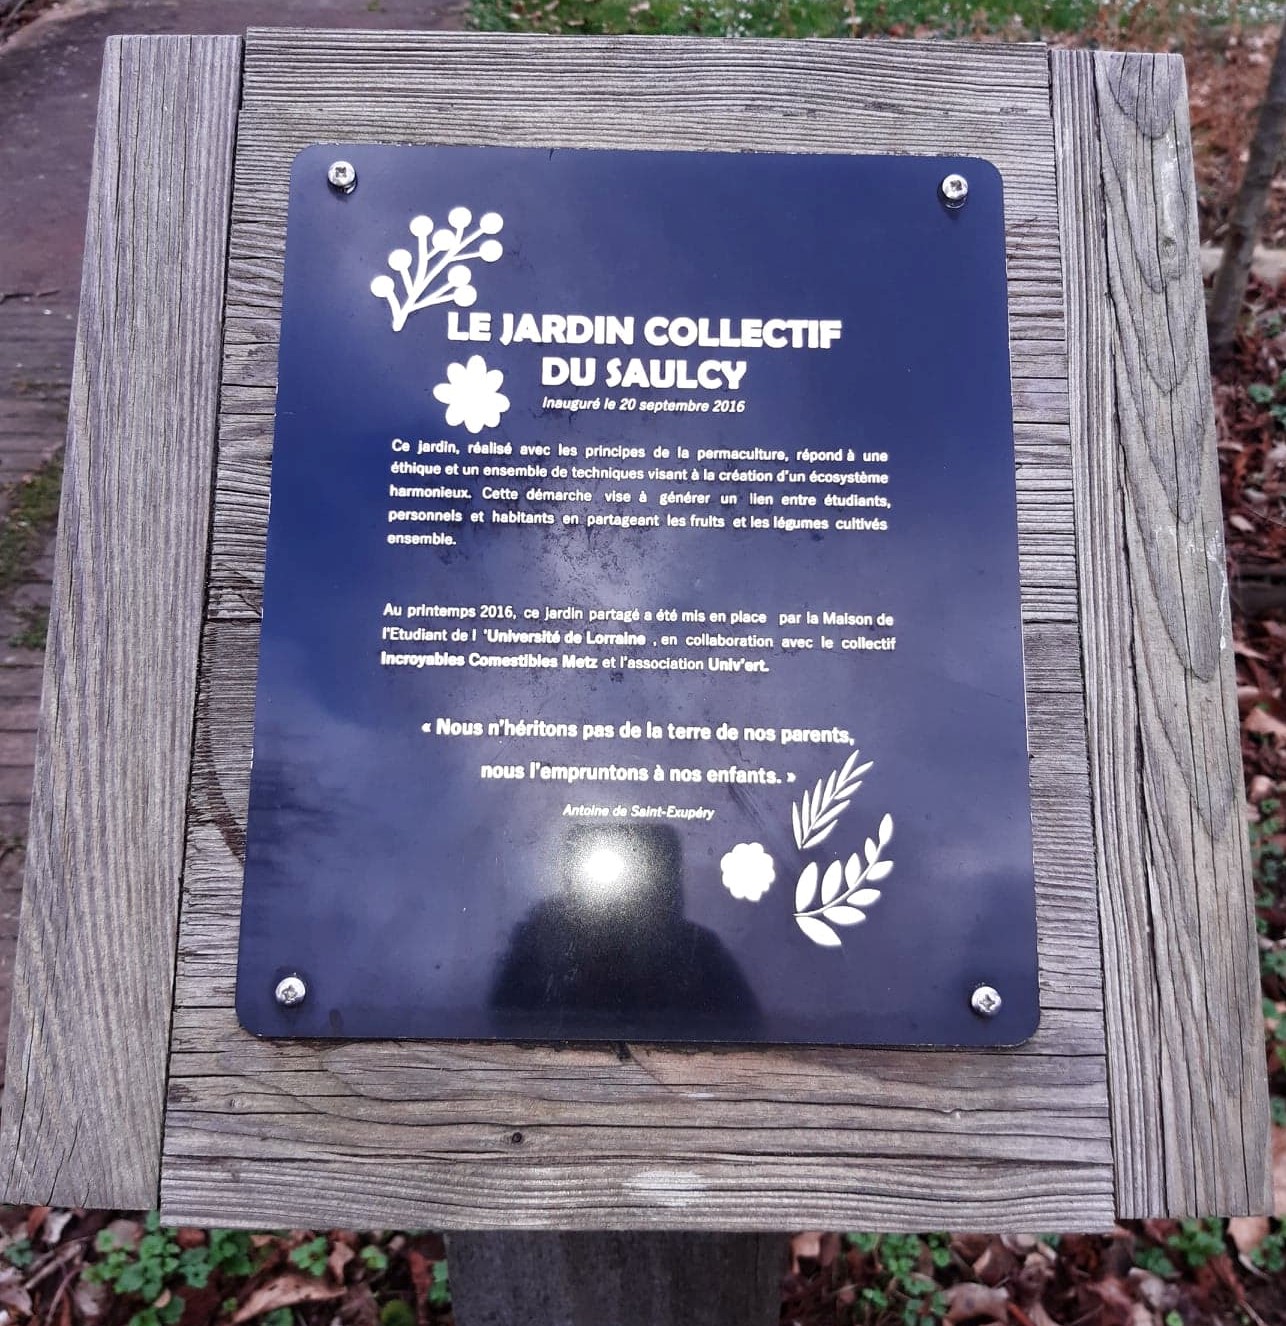 LE JARDIN COLLECTIF
DU SAULCY
Inauguré le 20 septembre 2016
Ce jardin, réalisé avec les principes de la permaculture, répond à une
éthique et un ensemble de techniques visant à la création d'un écosystème
harmonieux. Cette démarche vise à générer un lien entre étudiants,
personnels et habitants en partageant les fruits et les légumes cultivés
ensemble.
Au printemps 2016, ce jardin partagé a été mis en place par la Maison de
l'Etudiant de l 'Université de Lorraine , en collaboration avec le collectif
Incroyables Comestibles Metz et l'association Univ'ert.
« Nous n'héritons pas de la terre de nos parents,
nous l'empruntons à nos enfants. »
Antoine de Saint-Exupéry